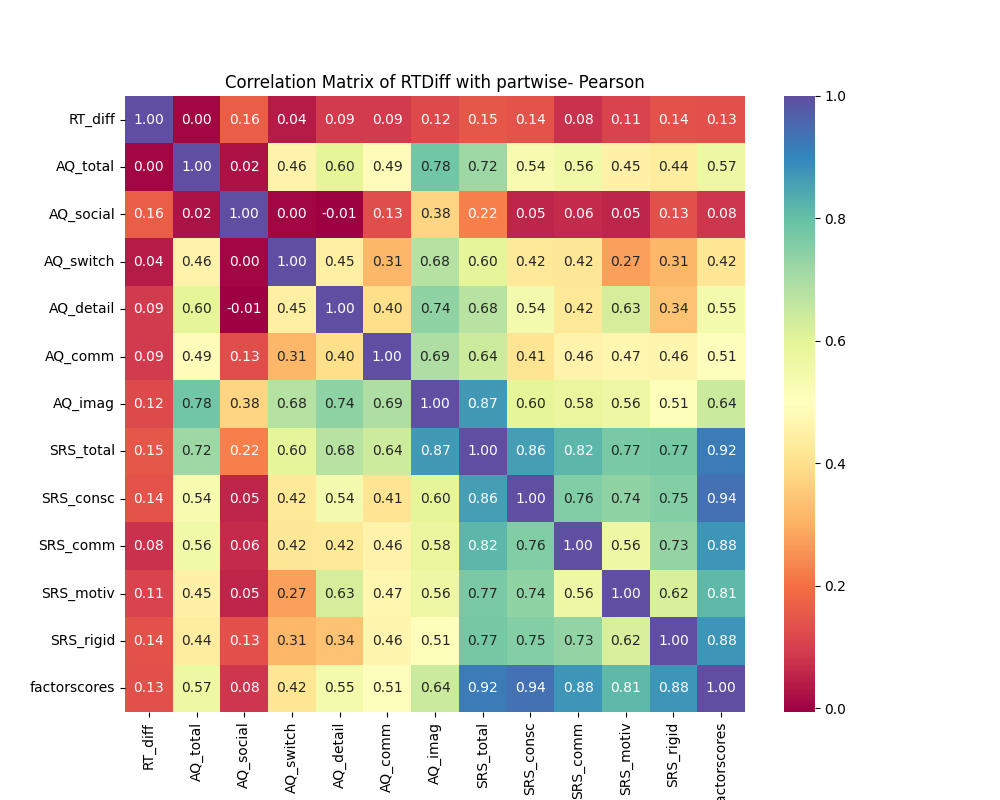 Correlation Matrix of RTDiff with partwise- Pearson
RT_diff 1.00 0.00 0.16 0.04 0.09 0.09 0.12 0.15 0.14 0.08 0.11 0.14 0.13
AQ_total 0.00 1.00 0.02 0.46 0.60 0.49 0.78 0.72 0.54 0.56 0.45 0.44 0.57
AQ_social 0.16 0.02 1.00 0.00 -0.01 0.13 0.38 0.22 0.05 0.06 0.05 0.13 0.08
AQ_switch 0.04 0.46 0.00 1.00 0.45 0.31 0.68 0.60 0.42 0.42 0.27 0.31 0.42
AQ_detail 0.09 0.60 -0.01 0.45 1.00 0.40 0.74 0.68 0.54 0.42 0.63 0.34 0.55
AQ_comm 0.09 0.49 0.13 0.31 0.40 1.00 0.69 0.64 0.41 0.46 0.47 0.46 0.51
AQ_imag 0.12 0.78 0.38 0.68 0.74 0.69 1.00 0.87 0.60 0.58 0.56 0.51 0.64
SRS_total 0.15 0.72 0.22 0.60 0.68 0.64 0.87 1.00 0.86 0.82 0.77 0.77 0.92
SRS_consc 0.14 0.54 0.05 0.42 0.54 0.41 0.60 0.86 1.00 0.76 0.74 0.75 0.94
SRS_comm 0.08 0.56 0.06 0.42 0.42 0.46 0.58 0.82 0.76 1.00 0.56 0.73 0.88
SRS_motiv 0.11 0.45 0.05 0.27 0.63 0.47 0.56 0.77 0.74 0.56 1.00 0.62 0.81
SRS_rigid 0.14 0.44 0.13 0.31 0.34 0.46 0.51 0.77 0.75 0.73 0.62 1.00 0.88
factorscores 0.13 0.57 0.08 0.42 0.55 0.51 0.64 0.92 0.94 0.88 0.81 0.88 1.00
RT_diff AQ_total AQ_social AQ_switch AQ_detail AQ_comm AQ_imag SRS_total SRS_consc SRS_comm SRS_motiv SRS_rigid actorscores
1.0
0.8
0.6
0.4
0.2
0.0